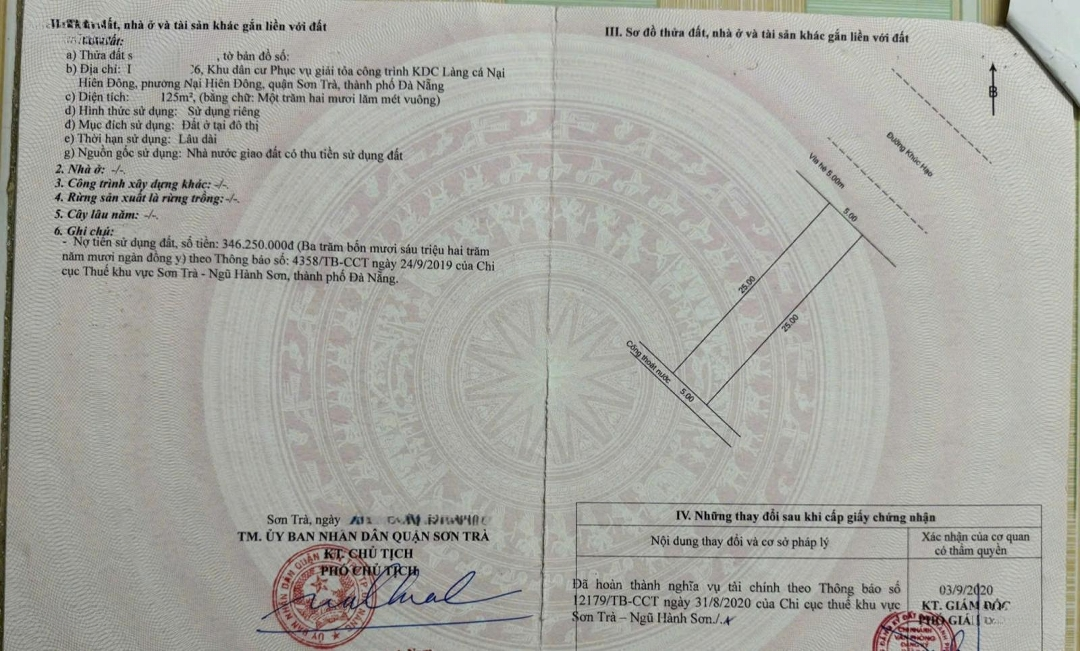 đất, nhà ở và tài sản khác gắn liền với đất
a) Thửa đất s , tờ bản đồ số:
b) Địa chỉ: 6, Khu dân cư Phục vụ giải tỏa công trình KDC Làng cá Nại
Hiên Đông, phường Nại Hiên Đông, quận Sơn Trà, thành phố Đà Nẵng
c) Diện tích: 125m², (bằng chữ: Một trăm hai mươi lăm mét vuông)
d) Hình thức sử dụng: Sử dụng riêng
đ) Mục đích sử dụng: Đất ở tại đô thị
e) Thời hạn sử dụng: Lâu dài
g) Nguồn gốc sử dụng: Nhà nước giao đất có thu tiền sử dụng đất
2. Nhà ở: -/-.
3. Công trình xây dựng khác: -/-.
4. Rừng sản xuất là rừng trồng: -/-.
5. Cây lâu năm: -/-.
6. Ghi chú:
- Nợ tiền sử dụng đất, số tiền: 346.250.000đ (Ba trăm bốn mươi sáu triệu hai trăm
năm mươi ngàn đồng y) theo Thông báo số: 4358/TB-CCT ngày 24/9/2019 của Chi
cục Thuế khu vực Sơn Trà - Ngũ Hành Sơn, thành phố Đà Nẵng.
Sơn Trà, ngày
TM. ỦY BAN NHÂN DÂN QUẬN SƠN TRÀ
KT. CHỦ TỊCH
PHÓ CHỦ TỊCH
III. Sơ đồ thửa đất, nhà ở và tài sản khác gắn liền với đất
B
Đường Khúc Hạo
Vỉa hè 5.00m
5.00
25.00
25.00
Cống thoát nước
5.00
IV. Những thay đổi sau khi cấp giấy chứng nhận
Nội dung thay đổi và cơ sở pháp lý
Xác nhận của cơ quan
có thẩm quyền
Đã hoàn thành nghĩa vụ tài chính theo Thông báo số
12179/TB-CCT ngày 31/8/2020 của Chi cục thuế khu vực
Sơn Trà – Ngũ Hành Sơn./.
03/9/2020
KT. GIÁM ĐỐC
PHÓ GIÁ